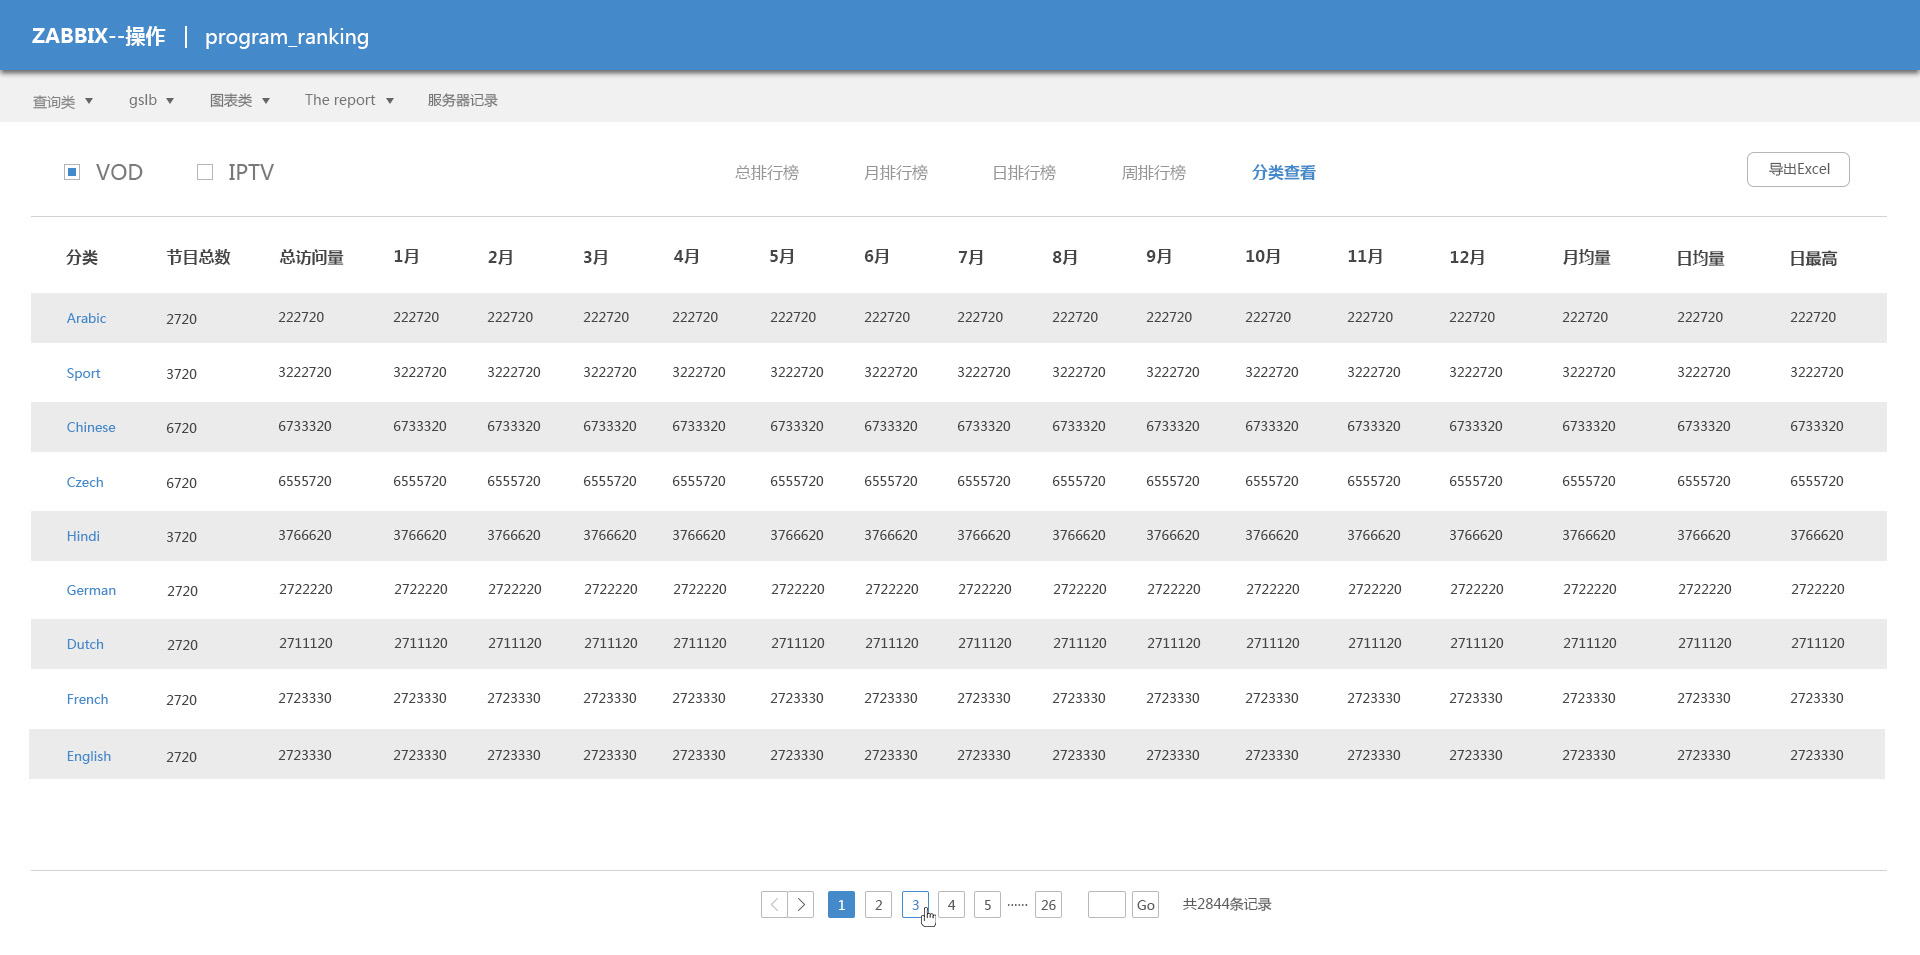 ZABBIX--操作 | program_ranking
查询类 gslb 图表类 The report 服务器记录
VOD IPTV 总排行榜 月排行榜 日排行榜 周排行榜 分类查看 导出Excel
分类 节目总数 总访问量 1月 2月 3月 4月 5月 6月 7月 8月 9月 10月 11月 12月 月均量 日均量 日最高
Arabic 2720 222720 222720 222720 222720 222720 222720 222720 222720 222720 222720 222720 222720 222720 222720 222720 222720
Sport 3720 3222720 3222720 3222720 3222720 3222720 3222720 3222720 3222720 3222720 3222720 3222720 3222720 3222720 3222720 3222720 3222720
Chinese 6720 6733320 6733320 6733320 6733320 6733320 6733320 6733320 6733320 6733320 6733320 6733320 6733320 6733320 6733320 6733320 6733320
Czech 6720 6555720 6555720 6555720 6555720 6555720 6555720 6555720 6555720 6555720 6555720 6555720 6555720 6555720 6555720 6555720 6555720
Hindi 3720 3766620 3766620 3766620 3766620 3766620 3766620 3766620 3766620 3766620 3766620 3766620 3766620 3766620 3766620 3766620 3766620
German 2720 2722220 2722220 2722220 2722220 2722220 2722220 2722220 2722220 2722220 2722220 2722220 2722220 2722220 2722220 2722220 2722220
Dutch 2720 2711120 2711120 2711120 2711120 2711120 2711120 2711120 2711120 2711120 2711120 2711120 2711120 2711120 2711120 2711120 2711120
French 2720 2723330 2723330 2723330 2723330 2723330 2723330 2723330 2723330 2723330 2723330 2723330 2723330 2723330 2723330 2723330 2723330
English 2720 2723330 2723330 2723330 2723330 2723330 2723330 2723330 2723330 2723330 2723330 2723330 2723330 2723330 2723330 2723330 2723330
< > 1 2 3 4 5 ...... 26 Go 共2844条记录